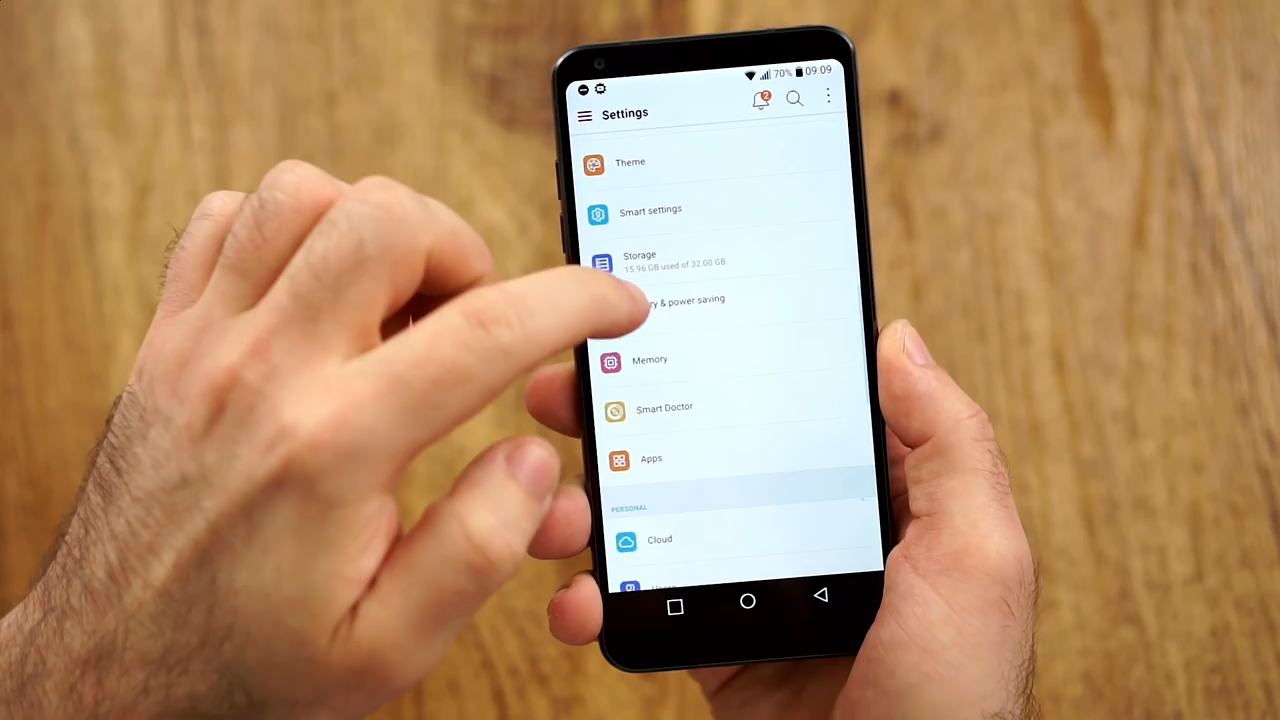 70% 09:09
Settings
2
Theme
Smart settings
Storage
15.96 GB used of 32.00 GB
& power saving
Memory
Smart Doctor
Apps
PERSONAL
Cloud